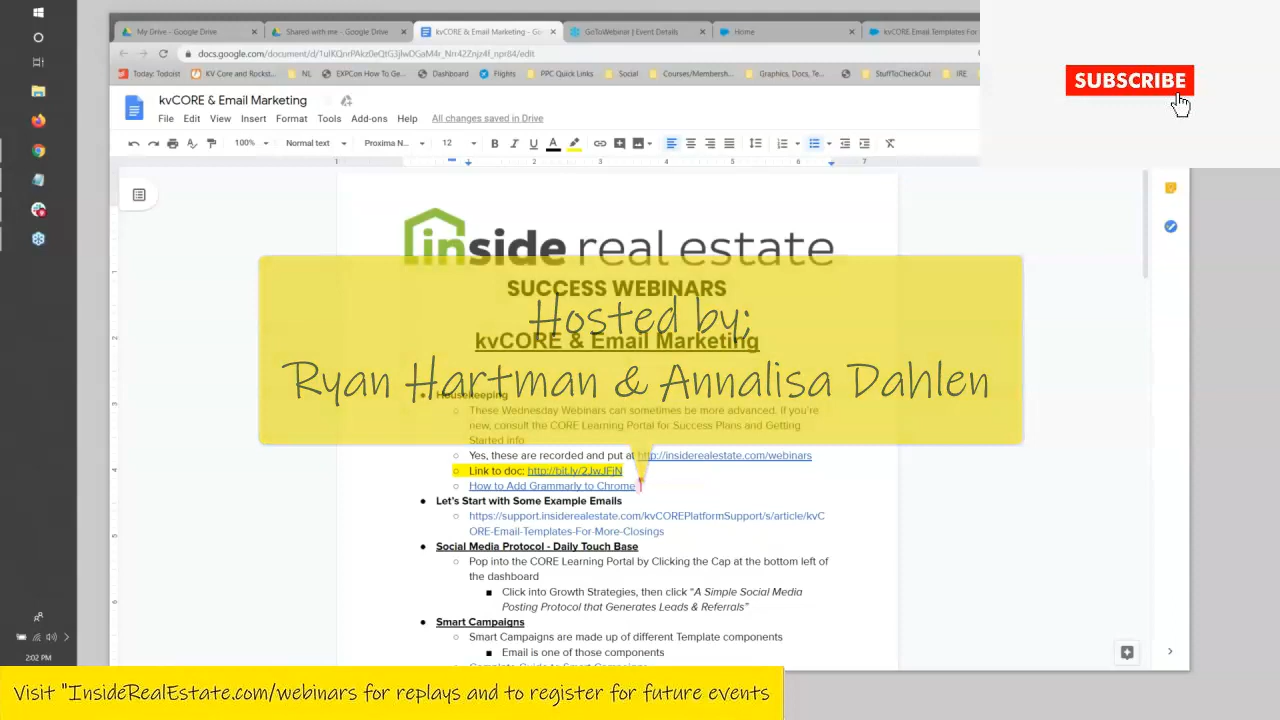 My Drive - Google Drive
Shared with me - Google Drive
kvCORE & Email Marketing - Go
GoToWebinar | Event Details
Home
kvCORE Email Templates For
SUBSCRIBE
Today: Todoist
KV Core and Rockst...
NL
EXPCon How To Ge...
Dashboard
Flights
PPC Quick Links
Social
Courses/Membersh...
Graphics, Docs, Te...
StuffToCheckOut
IRE
kvCORE & Email Marketing
File Edit View Insert Format Tools Add-ons Help All changes saved in Drive
100% Normal text Proxima N... 12
inside real estate
SUCCESS WEBINARS
Hosted by;
kvCORE & Email Marketing
Ryan Hartman & Annalisa Dahlen
Housekeeping
These Wednesday Webinars can sometimes be more advanced. If you're
new, consult the CORE Learning Portal for Success Plans and Getting
Started info
Yes, these are recorded and put at http://insiderealestate.com/webinars
Link to doc: http://bit.ly/2JwJFjN
How to Add Grammarly to Chrome
Let's Start with Some Example Emails
https://support.insiderealestate.com/kvCOREPlatformSupport/s/article/kvC
ORE-Email-Templates-For-More-Closings
Social Media Protocol - Daily Touch Base
Pop into the CORE Learning Portal by Clicking the Cap at the bottom left of
the dashboard
Click into Growth Strategies, then click "A Simple Social Media
Posting Protocol that Generates Leads & Referrals"
Smart Campaigns
Smart Campaigns are made up of different Template components
Email is one of those components
Complete Guide to Smart Campaigns
2:02 PM
Visit "InsideRealEstate.com/webinars for replays and to register for future events